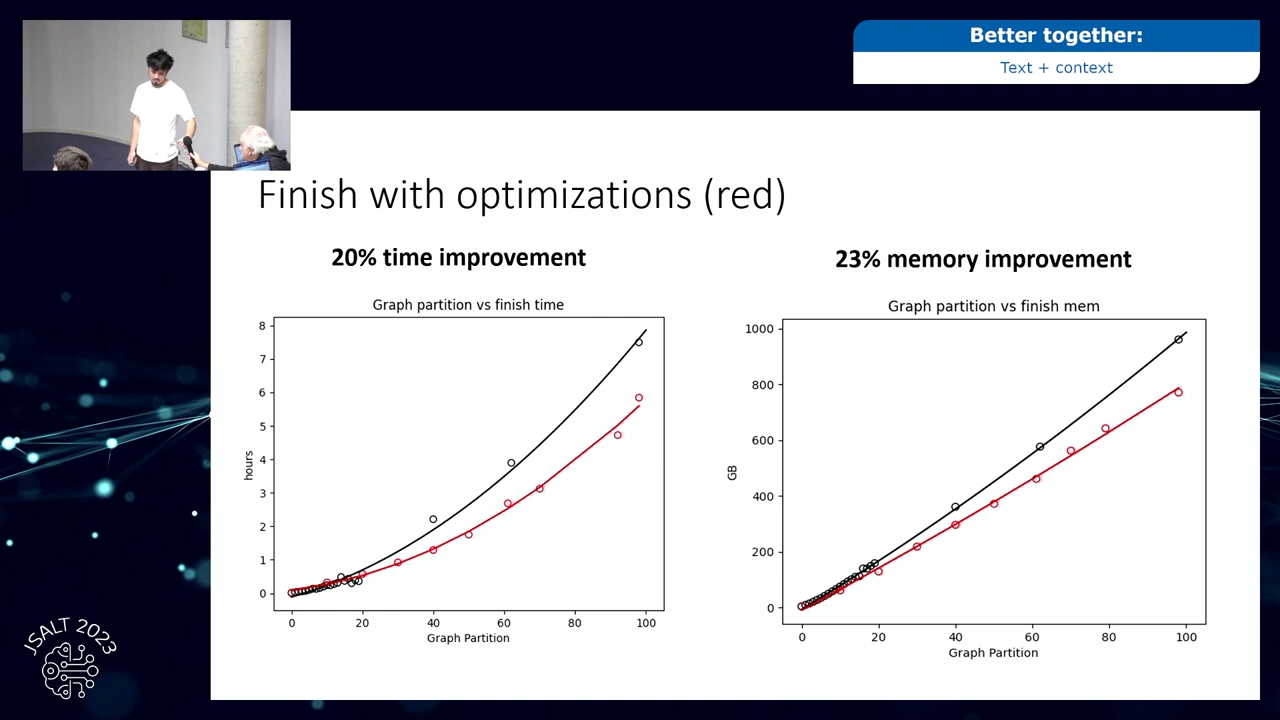 Better together:
Text + context
Finish with optimizations (red)
20% time improvement
23% memory improvement
Graph partition vs finish time
8
7
6
5
4
3
2
1
0
hours
0 20 40 60 80 100
Graph Partition
Graph partition vs finish mem
1000
800
600
400
200
0
GB
0 20 40 60 80 100
Graph Partition
JSALT 2023